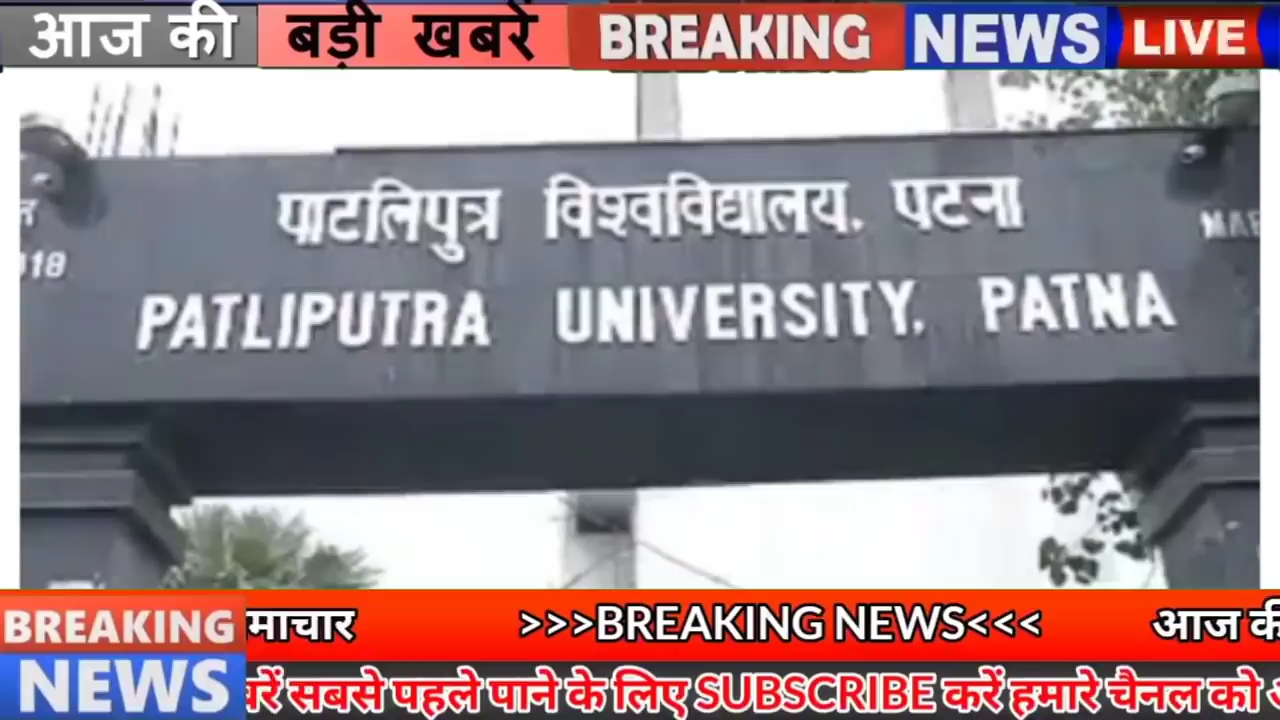 आज की बड़ी खबरें BREAKING NEWS LIVE
पाटलिपुत्र विश्वविद्यालय, पटना
118
PATLIPUTRA UNIVERSITY, PATNA
BREAKING NEWS
माचार >>>BREAKING NEWS<<< आज की
सबसे पहले पाने के लिए SUBSCRIBE करें हमारे चैनल को